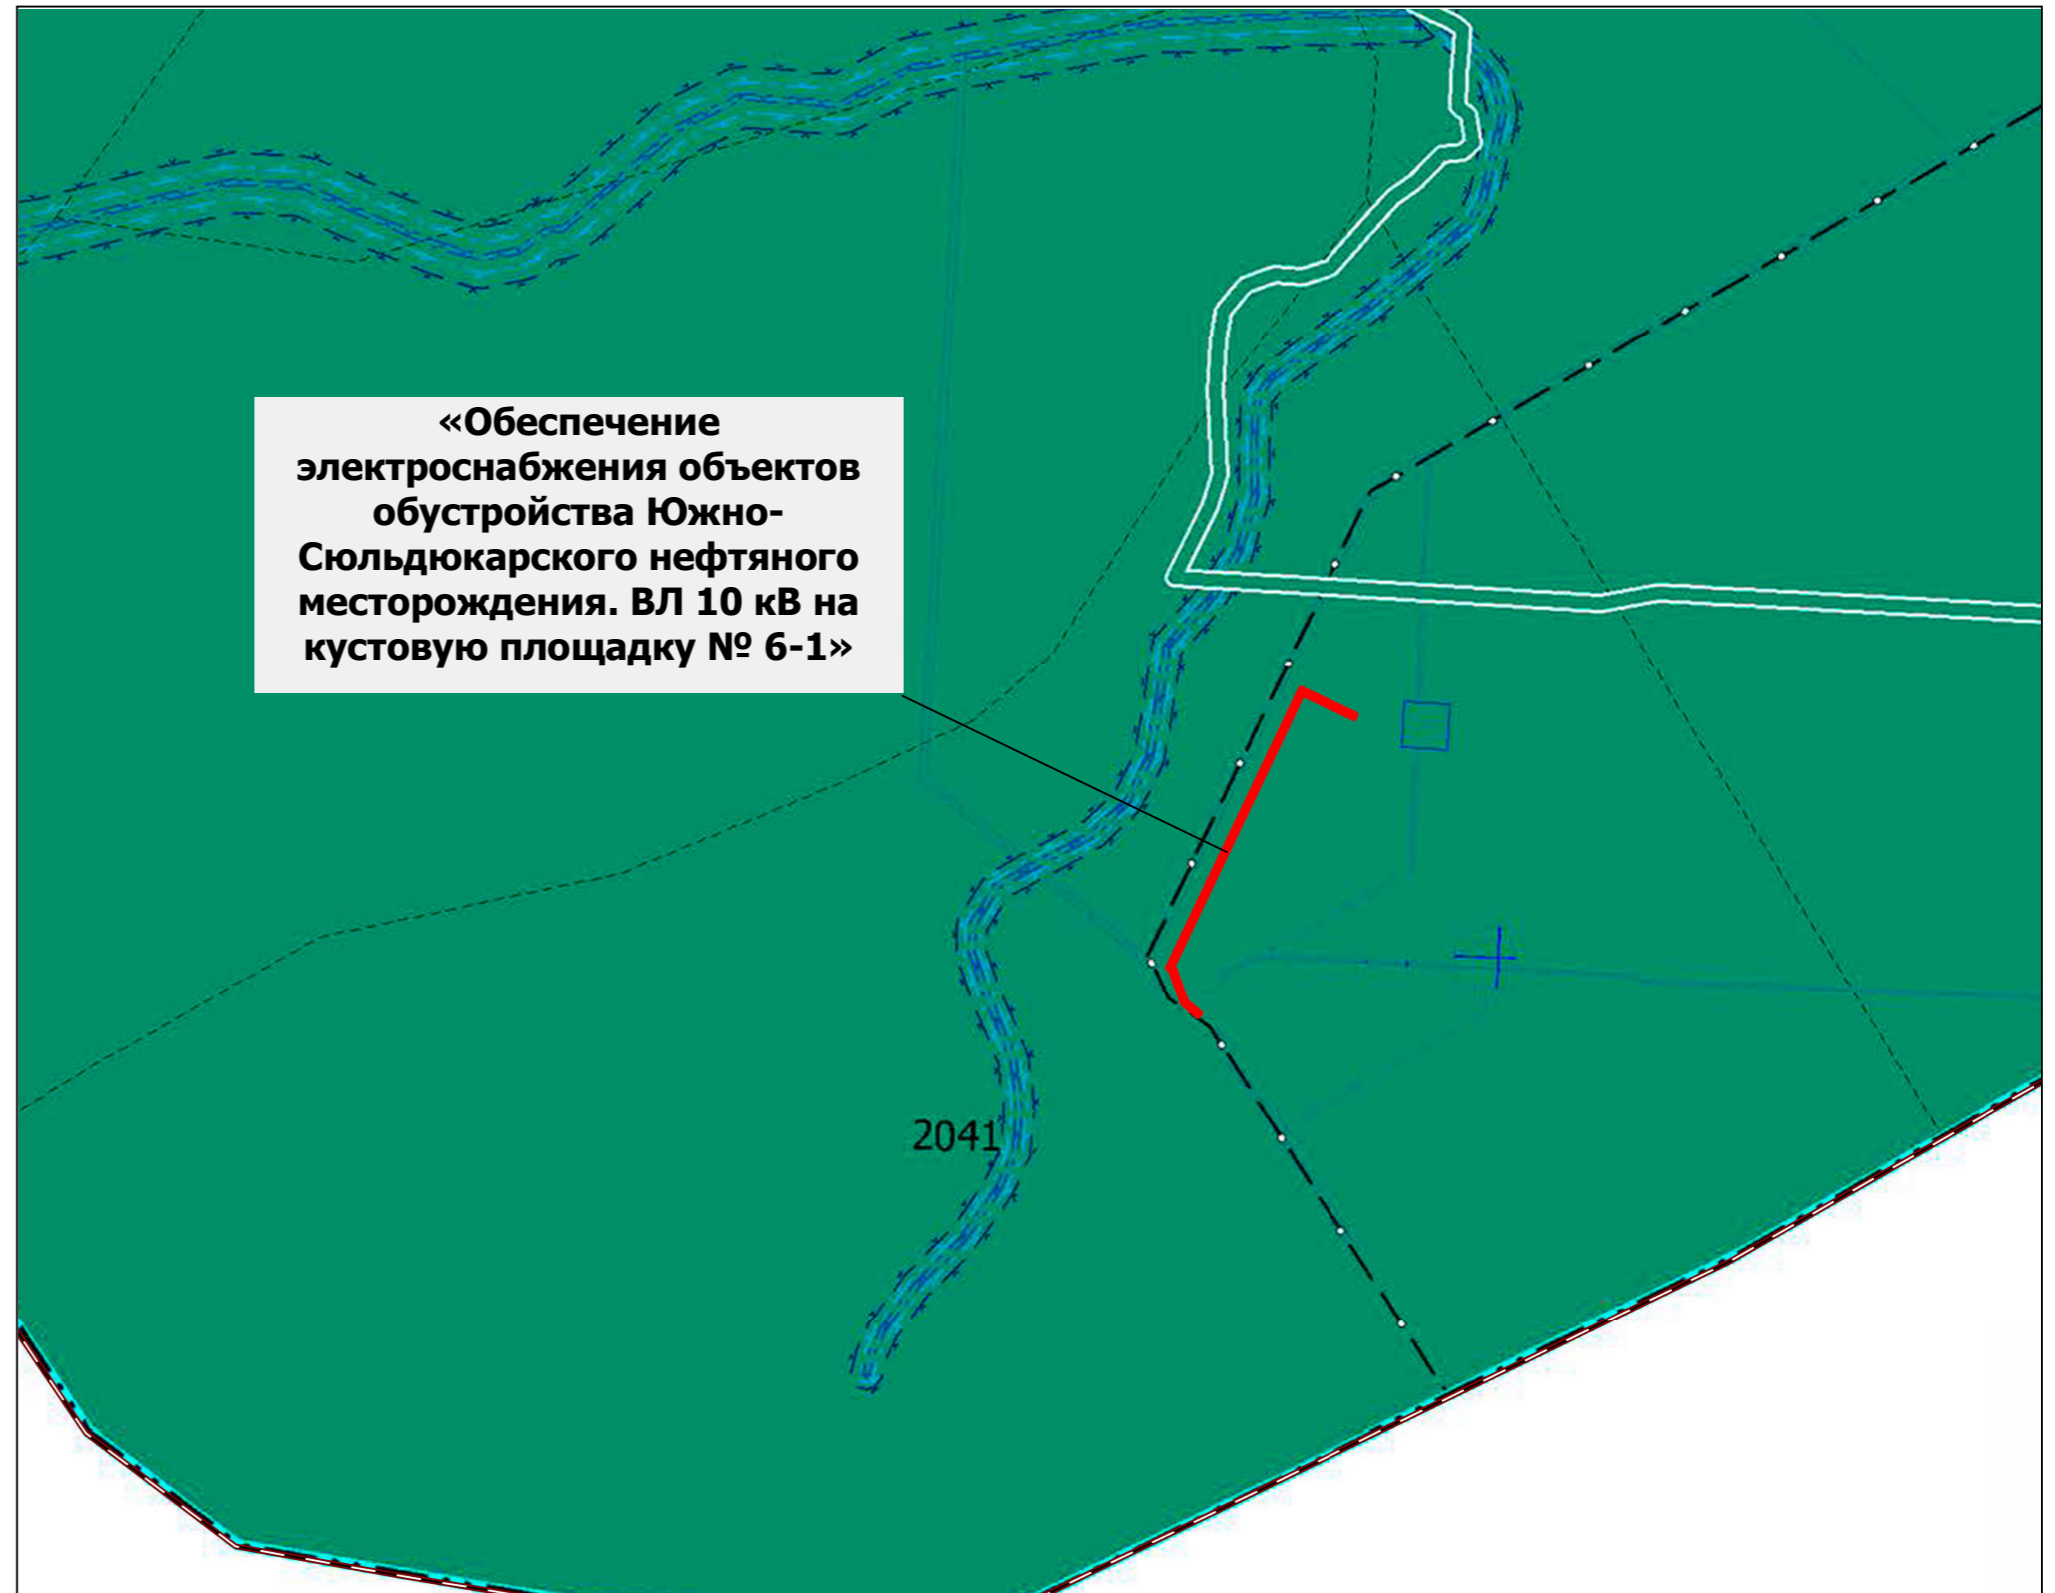 «Обеспечение
электроснабжения объектов
обустройства Южно-
Сюльдюкарского нефтяного
месторождения. ВЛ 10 кВ на
кустовую площадку № 6-1»
2041